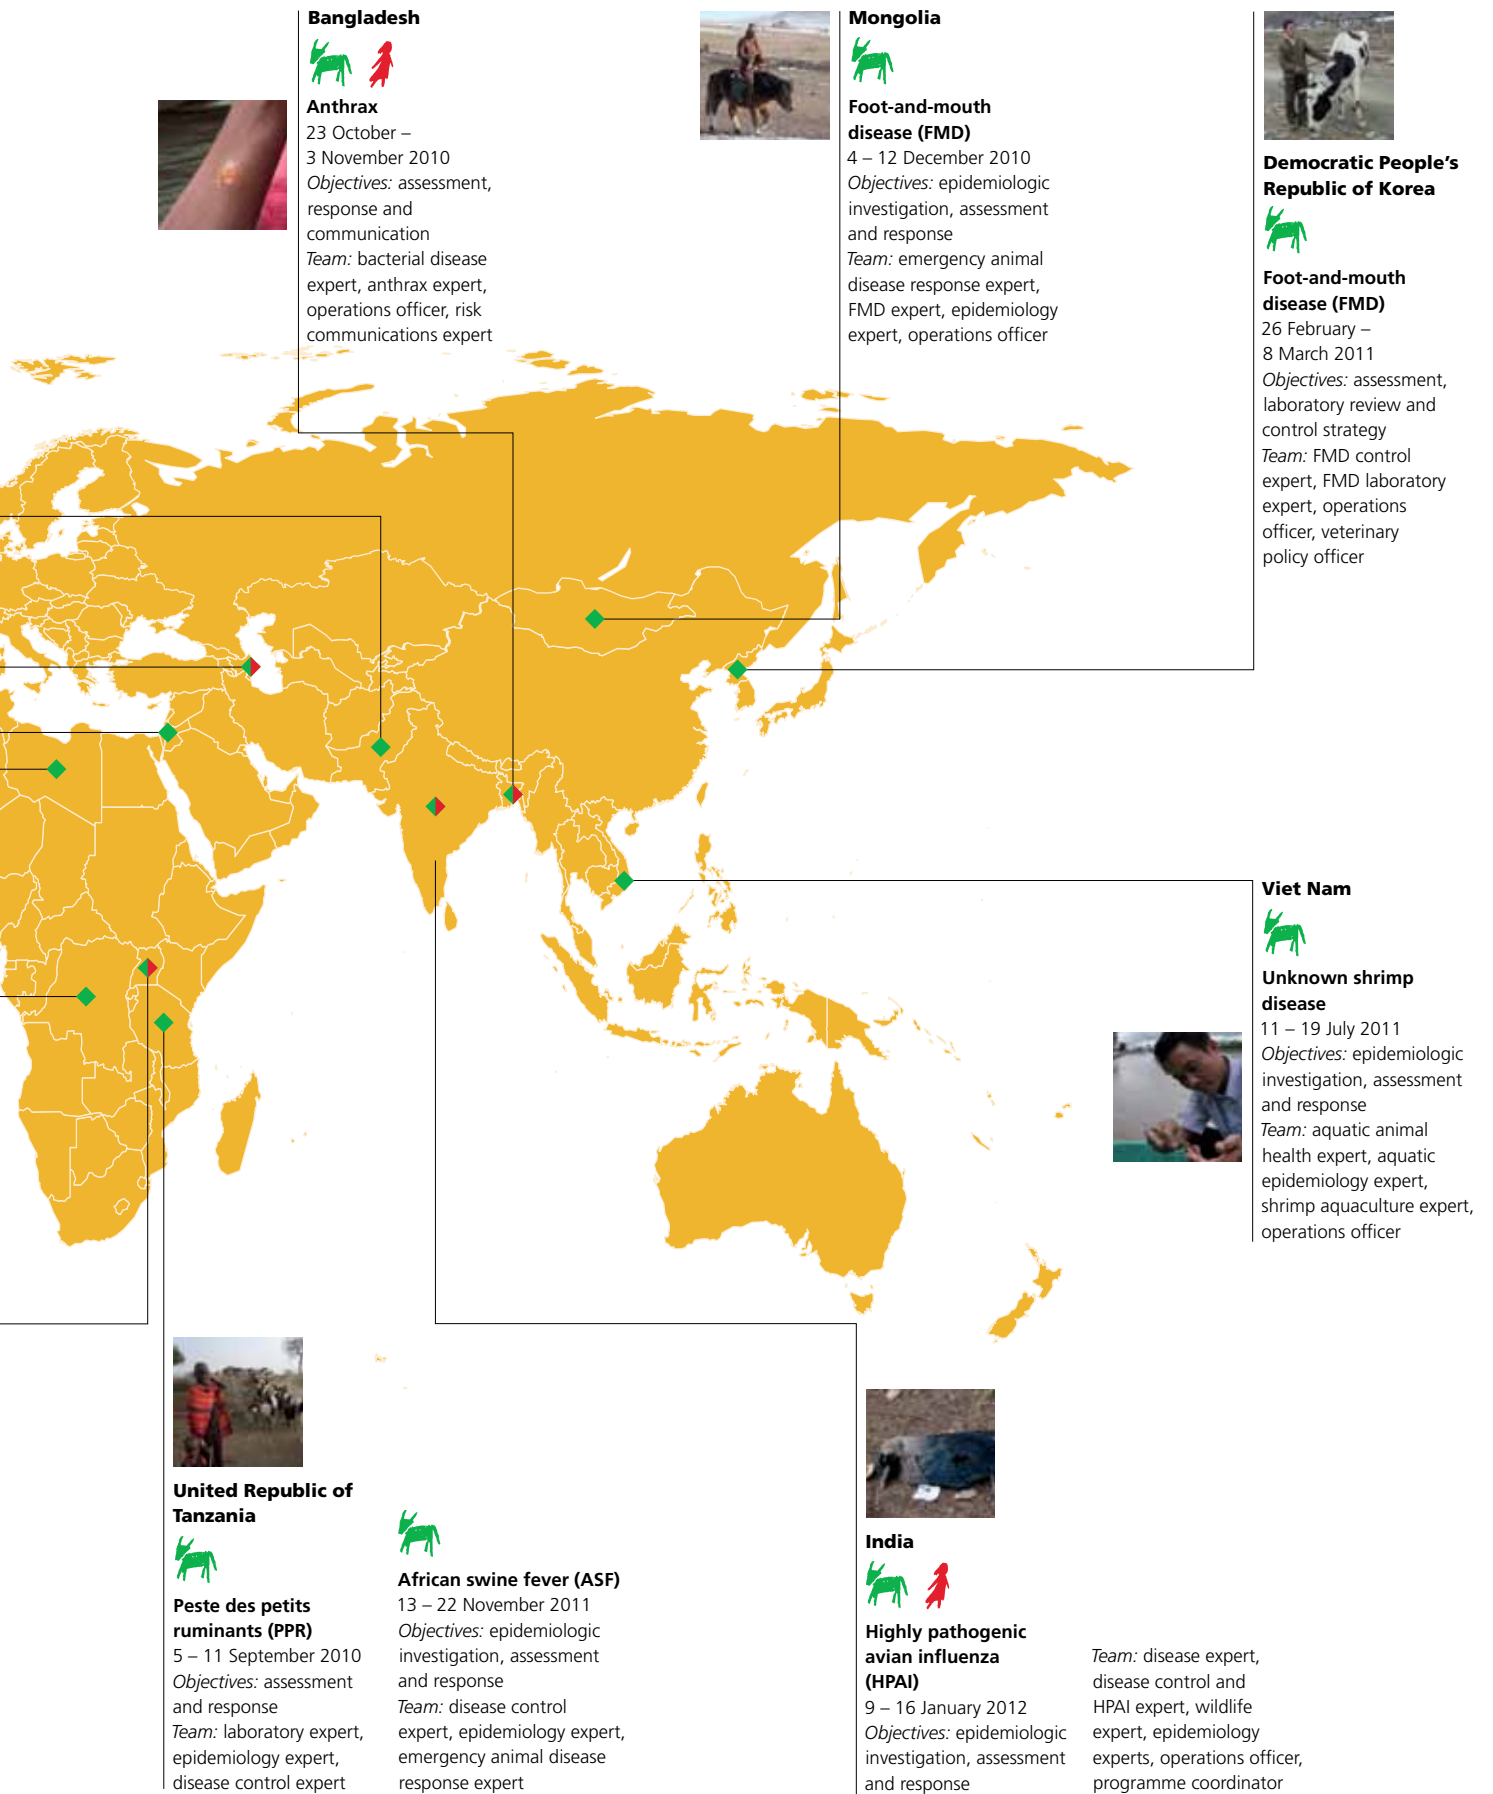 Bangladesh
Anthrax
23 October –
3 November 2010
Objectives: assessment,
response and
communication
Team: bacterial disease
expert, anthrax expert,
operations officer, risk
communications expert
Mongolia
Foot-and-mouth
disease (FMD)
4 – 12 December 2010
Objectives: epidemiologic
investigation, assessment
and response
Team: emergency animal
disease response expert,
FMD expert, epidemiology
expert, operations officer
Democratic People's
Republic of Korea
Foot-and-mouth
disease (FMD)
26 February –
8 March 2011
Objectives: assessment,
laboratory review and
control strategy
Team: FMD control
expert, FMD laboratory
expert, operations
officer, veterinary
policy officer
Viet Nam
Unknown shrimp
disease
11 – 19 July 2011
Objectives: epidemiologic
investigation, assessment
and response
Team: aquatic animal
health expert, aquatic
epidemiology expert,
shrimp aquaculture expert,
operations officer
United Republic of
Tanzania
Peste des petits
ruminants (PPR)
5 – 11 September 2010
Objectives: assessment
and response
Team: laboratory expert,
epidemiology expert,
disease control expert
African swine fever (ASF)
13 – 22 November 2011
Objectives: epidemiologic
investigation, assessment
and response
Team: disease control
expert, epidemiology expert,
emergency animal disease
response expert
India
Highly pathogenic
avian influenza
(HPAI)
9 – 16 January 2012
Objectives: epidemiologic
investigation, assessment
and response
Team: disease expert,
disease control and
HPAI expert, wildlife
expert, epidemiology
experts, operations officer,
programme coordinator